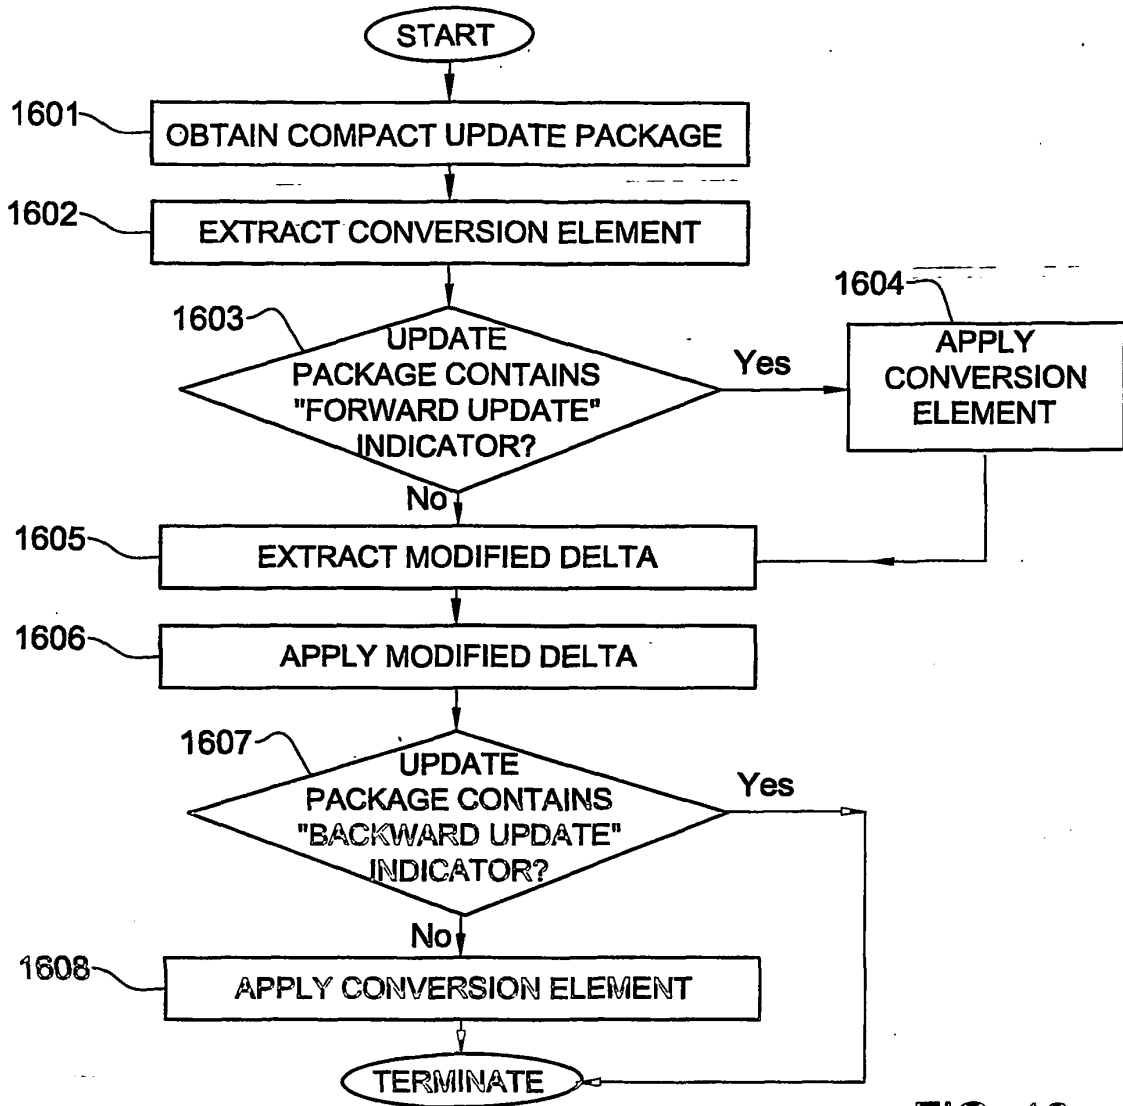 START
1601
OBTAIN COMPACT UPDATE PACKAGE
1602
EXTRACT CONVERSION ELEMENT
1603
UPDATE
PACKAGE CONTAINS
"FORWARD UPDATE"
INDICATOR?
Yes
1604
APPLY
CONVERSION
ELEMENT
No
1605
EXTRACT MODIFIED DELTA
1606
APPLY MODIFIED DELTA
1607
UPDATE
PACKAGE CONTAINS
"BACKWARD UPDATE"
INDICATOR?
Yes
No
1608
APPLY CONVERSION ELEMENT
TERMINATE